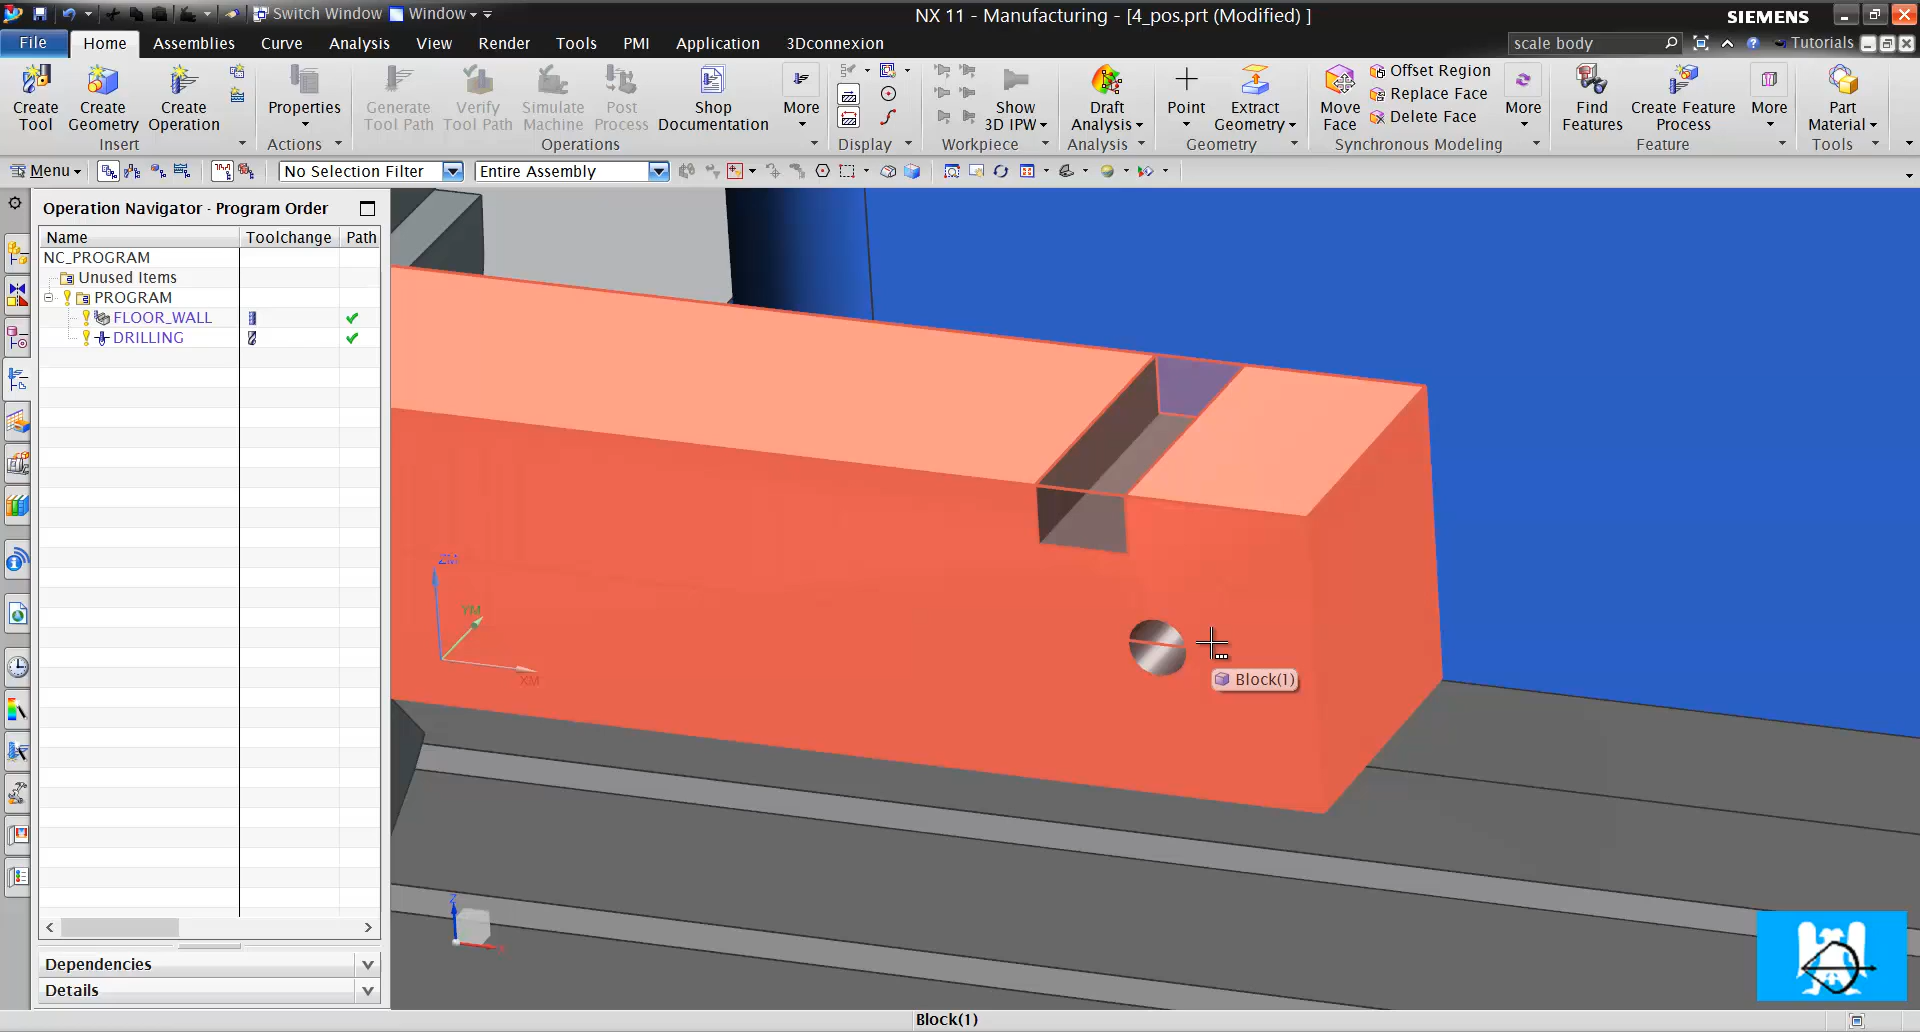 Switch Window
Window
NX 11 - Manufacturing - [4_pos.prt (Modified) ]
SIEMENS
File
Home
Assemblies
Curve
Analysis
View
Render
Tools
PMI
Application
3Dconnexion
scale body
Tutorials
Create Tool
Create Geometry
Create Operation
Insert
Properties
Actions
Generate Tool Path
Verify Tool Path
Simulate Machine
Post Process
Shop Documentation
More
Operations
Display
Show 3D IPW
Workpiece
Draft Analysis
Analysis
Point
Extract Geometry
Geometry
Move Face
Offset Region
Replace Face
Delete Face
More
Synchronous Modeling
Find Features
Create Feature Process
More
Feature
Part Material
Tools
Menu
No Selection Filter
Entire Assembly
Operation Navigator - Program Order
Name
Toolchange
Path
NC_PROGRAM
Unused Items
PROGRAM
FLOOR_WALL
DRILLING
ZM
YM
XM
Block(1)
Z
X
Dependencies
Details
Block(1)